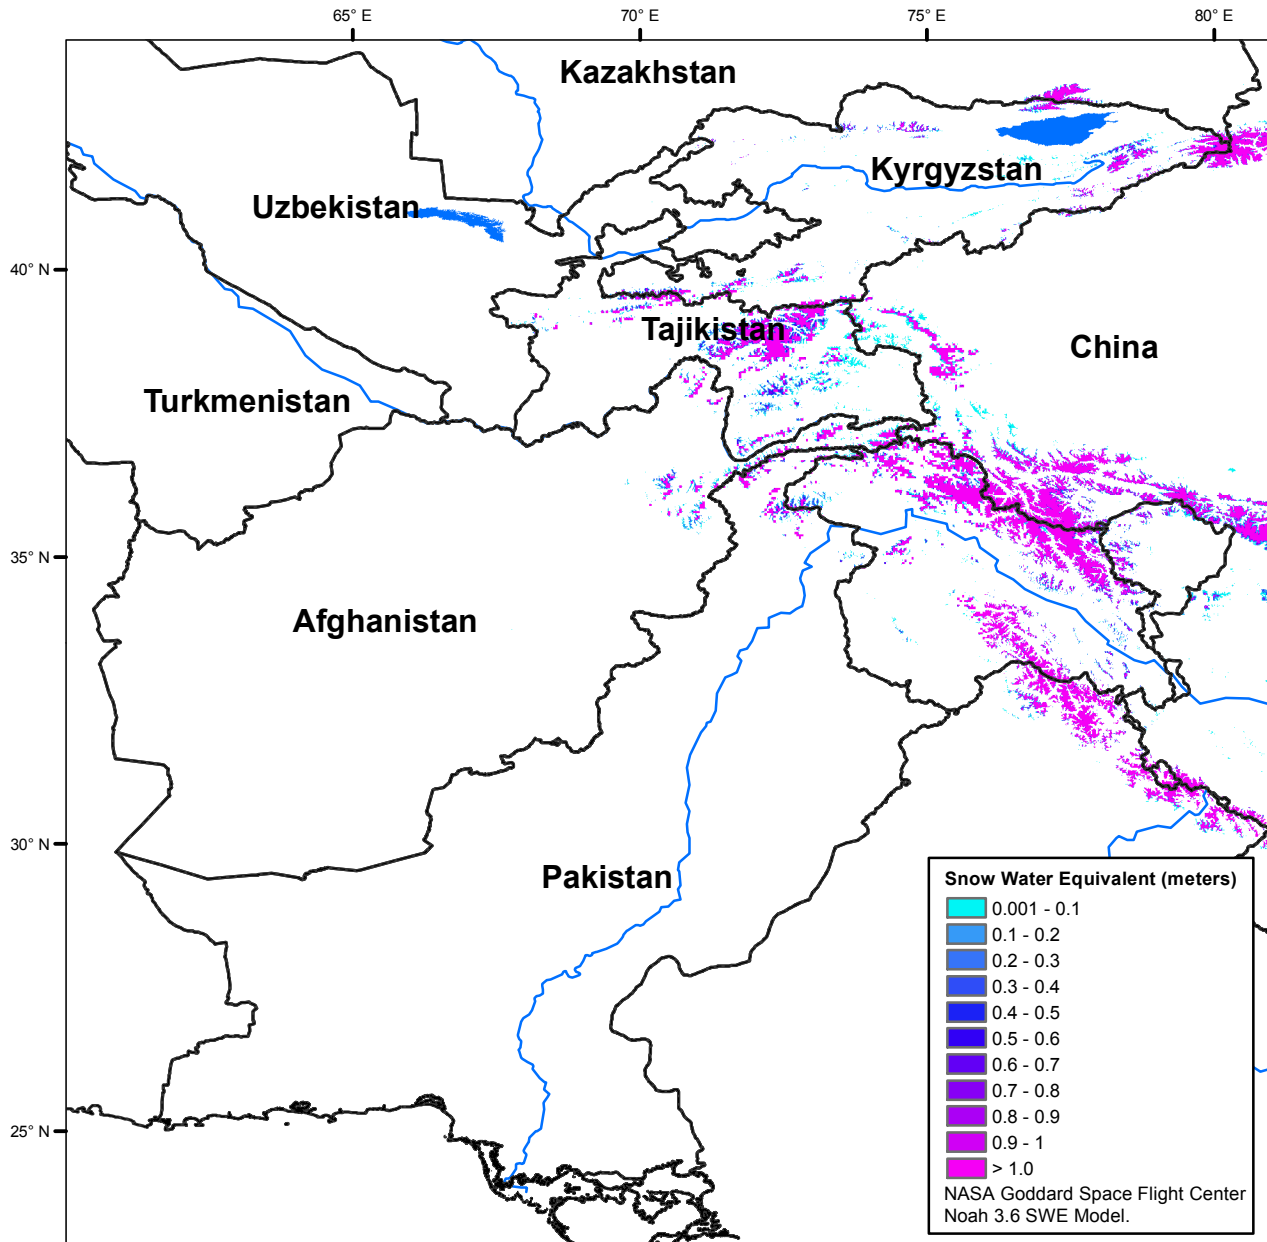 65° E
70° E
75° E
80° E
Kazakhstan
Kyrgyzstan
Uzbekistan
40° N
Tajikistan
China
Turkmenistan
35° N
Afghanistan
30° N
Pakistan
25° N
Snow Water Equivalent (meters)
0.001 - 0.1
0.1 - 0.2
0.2 - 0.3
0.3 - 0.4
0.4 - 0.5
0.5 - 0.6
0.6 - 0.7
0.7 - 0.8
0.8 - 0.9
0.9 - 1
> 1.0
NASA Goddard Space Flight Center
Noah 3.6 SWE Model.